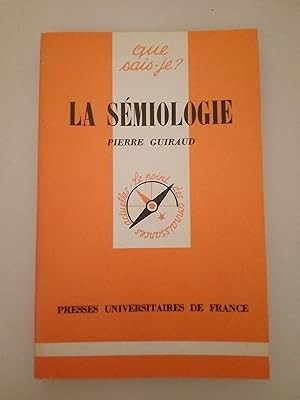 que
sais-je?
LA SÉMIOLOGIE
PIERRE GUIRAUD
Le point des connaissances actuelles
PRESSES UNIVERSITAIRES DE FRANCE